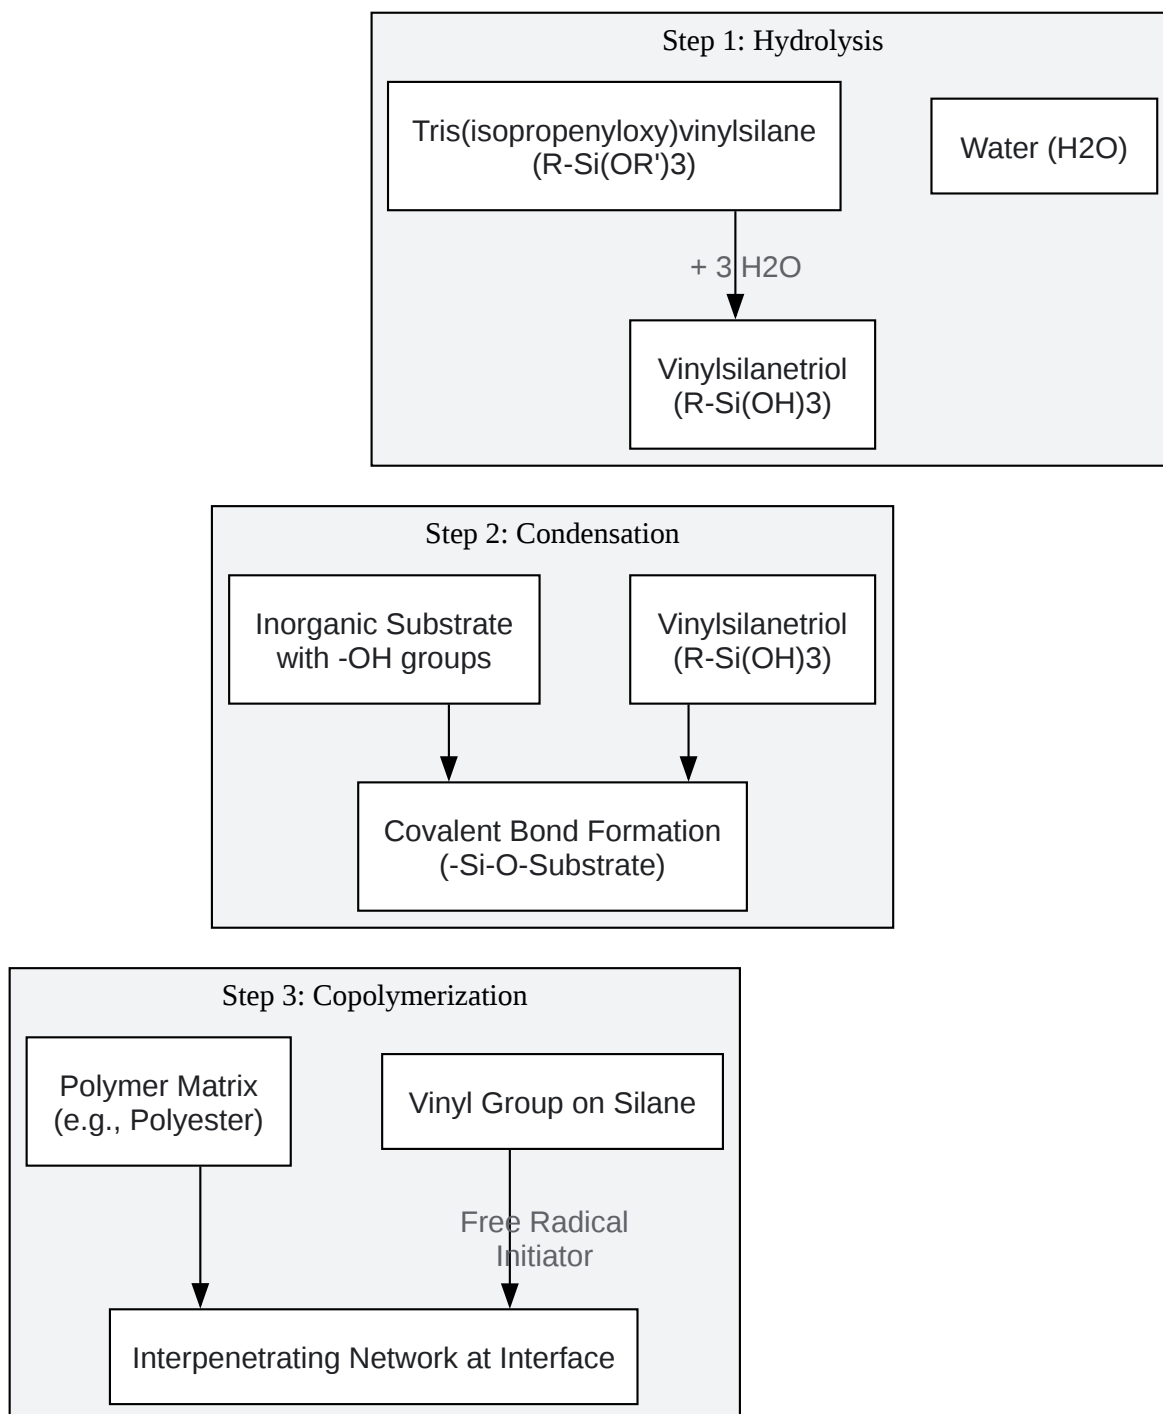 Step 1: Hydrolysis
Tris(isopropenyloxy)vinylsilane
(R-Si(OR')3)
Water (H2O)
+ 3 H2O
Vinylsilanetriol
(R-Si(OH)3)
Step 2: Condensation
Inorganic Substrate
with -OH groups
Vinylsilanetriol
(R-Si(OH)3)
Covalent Bond Formation
(-Si-O-Substrate)
Step 3: Copolymerization
Polymer Matrix
(e.g., Polyester)
Vinyl Group on Silane
Free Radical
Initiator
Interpenetrating Network at Interface